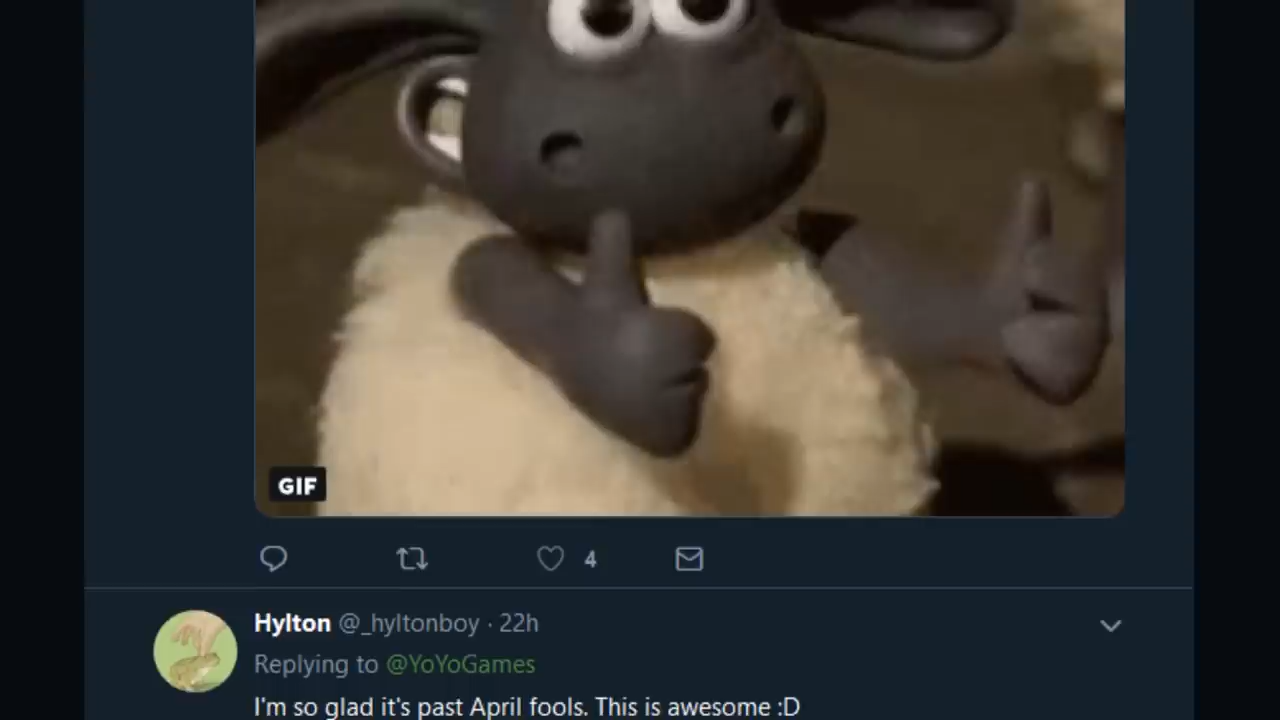 GIF
4
Hylton @_hyltonboy · 22h
Replying to @YoYoGames
I'm so glad it's past April fools. This is awesome :D